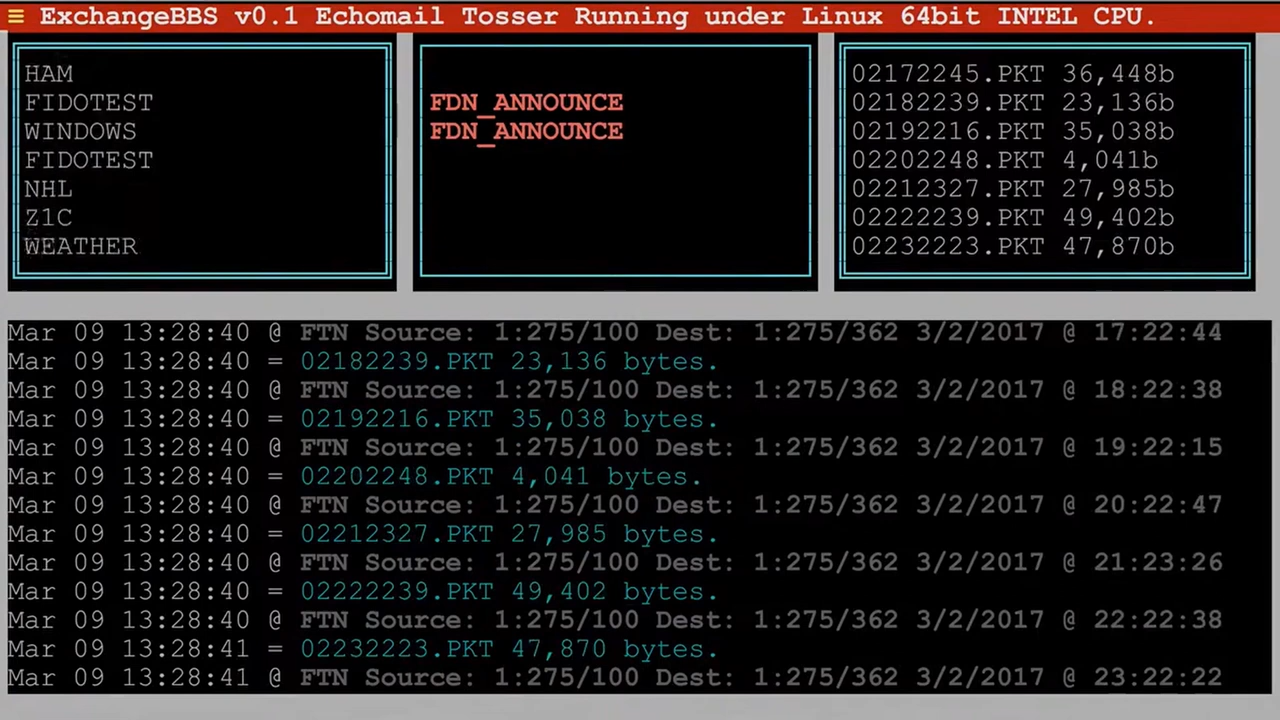 ≡ ExchangeBBS v0.1 Echomail Tosser Running under Linux 64bit INTEL CPU.
HAM
FIDOTEST
WINDOWS
FIDOTEST
NHL
Z1C
WEATHER
FDN_ANNOUNCE
FDN_ANNOUNCE
02172245.PKT 36,448b
02182239.PKT 23,136b
02192216.PKT 35,038b
02202248.PKT 4,041b
02212327.PKT 27,985b
02222239.PKT 49,402b
02232223.PKT 47,870b
Mar 09 13:28:40 @ FTN Source: 1:275/100 Dest: 1:275/362 3/2/2017 @ 17:22:44
Mar 09 13:28:40 = 02182239.PKT 23,136 bytes.
Mar 09 13:28:40 @ FTN Source: 1:275/100 Dest: 1:275/362 3/2/2017 @ 18:22:38
Mar 09 13:28:40 = 02192216.PKT 35,038 bytes.
Mar 09 13:28:40 @ FTN Source: 1:275/100 Dest: 1:275/362 3/2/2017 @ 19:22:15
Mar 09 13:28:40 = 02202248.PKT 4,041 bytes.
Mar 09 13:28:40 @ FTN Source: 1:275/100 Dest: 1:275/362 3/2/2017 @ 20:22:47
Mar 09 13:28:40 = 02212327.PKT 27,985 bytes.
Mar 09 13:28:40 @ FTN Source: 1:275/100 Dest: 1:275/362 3/2/2017 @ 21:23:26
Mar 09 13:28:40 = 02222239.PKT 49,402 bytes.
Mar 09 13:28:40 @ FTN Source: 1:275/100 Dest: 1:275/362 3/2/2017 @ 22:22:38
Mar 09 13:28:41 = 02232223.PKT 47,870 bytes.
Mar 09 13:28:41 @ FTN Source: 1:275/100 Dest: 1:275/362 3/2/2017 @ 23:22:22